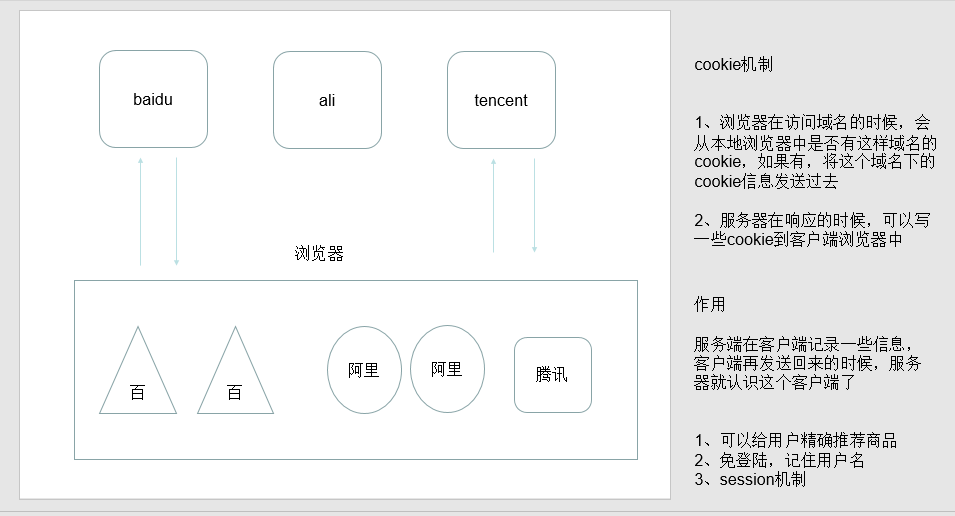 baidu
ali
tencent
浏览器
百
百
阿里
阿里
腾讯
cookie机制
1、浏览器在访问域名的时候，会
从本地浏览器中是否有这样域名的
cookie，如果有，将这个域名下的
cookie信息发送过去
2、服务器在响应的时候，可以写
一些cookie到客户端浏览器中
作用
服务端在客户端记录一些信息，
客户端再发送回来的时候，服务
器就认识这个客户端了
1、可以给用户精确推荐商品
2、免登陆，记住用户名
3、session机制